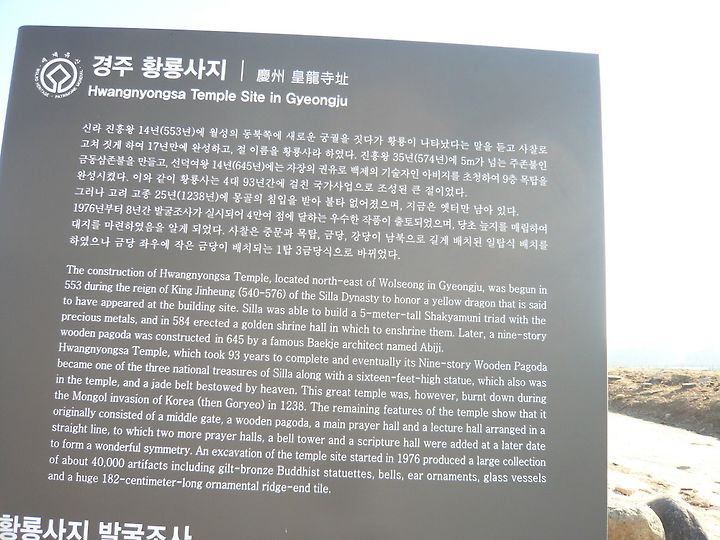 경주 황룡사지 | 慶州 皇龍寺址
Hwangnyongsa Temple Site in Gyeongju
신라 진흥왕 14년(553년)에 월성의 동북쪽에 새로운 궁궐을 짓다가 황룡이 나타났다는 말을 듣고 사찰로
고쳐 짓게 하여 17년만에 완성하고, 절 이름을 황룡사라 하였다. 진흥왕 35년(574년)에 5m가 넘는 주존불인
금동삼존불을 만들고, 선덕여왕 14년(645년)에는 자장의 권유로 백제의 기술자인 아비지를 초청하여 9층 목탑을
완성시켰다. 이와 같이 황룡사는 4대 93년간에 걸친 국가사업으로 조성된 큰 절이었다.
그러나 고려 고종 25년(1238년)에 몽골의 침입을 받아 불타 없어졌으며, 지금은 옛터만 남아 있다.
1976년부터 8년간 발굴조사가 실시되어 4만여 점에 달하는 우수한 작품이 출토되었으며, 당초 늪지를 매립하여
대지를 마련하였음을 알게 되었다. 사찰은 중문과 목탑, 금당, 강당이 남북으로 길게 배치된 일탑식 배치를
하였으나 금당 좌우에 작은 금당이 배치되는 1탑 3금당식으로 바뀌었다.
The construction of Hwangnyongsa Temple, located north-east of Wolseong in Gyeongju, was begun in
553 during the reign of King Jinheung (540-576) of the Silla Dynasty to honor a yellow dragon that is said
to have appeared at the building site. Silla was able to build a 5-meter-tall Shakyamuni triad with the
precious metals, and in 584 erected a golden shrine hall in which to enshrine them. Later, a nine-story
wooden pagoda was constructed in 645 by a famous Baekje architect named Abiji.
Hwangnyongsa Temple, which took 93 years to complete and eventually its Nine-story Wooden Pagoda
became one of the three national treasures of Silla along with a sixteen-feet-high statue, which also was
in the temple, and a jade belt bestowed by heaven. This great temple was, however, burnt down during
the Mongol invasion of Korea (then Goryeo) in 1238. The remaining features of the temple show that it
originally consisted of a middle gate, a wooden pagoda, a main prayer hall and a lecture hall arranged in a
straight line, to which two more prayer halls, a bell tower and a scripture hall were added at a later date
to form a wonderful symmetry. An excavation of the temple site started in 1976 produced a large collection
of about 40,000 artifacts including gilt-bronze Buddhist statuettes, bells, ear ornaments, glass vessels
and a huge 182-centimeter-long ornamental ridge-end tile.
황룡사지 발굴조사